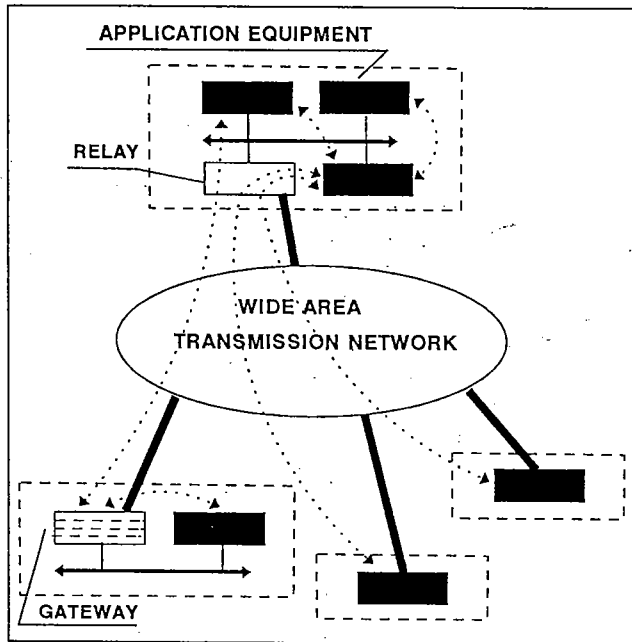 APPLICATION EQUIPMENT
RELAY
WIDE AREA
TRANSMISSION NETWORK
GATEWAY